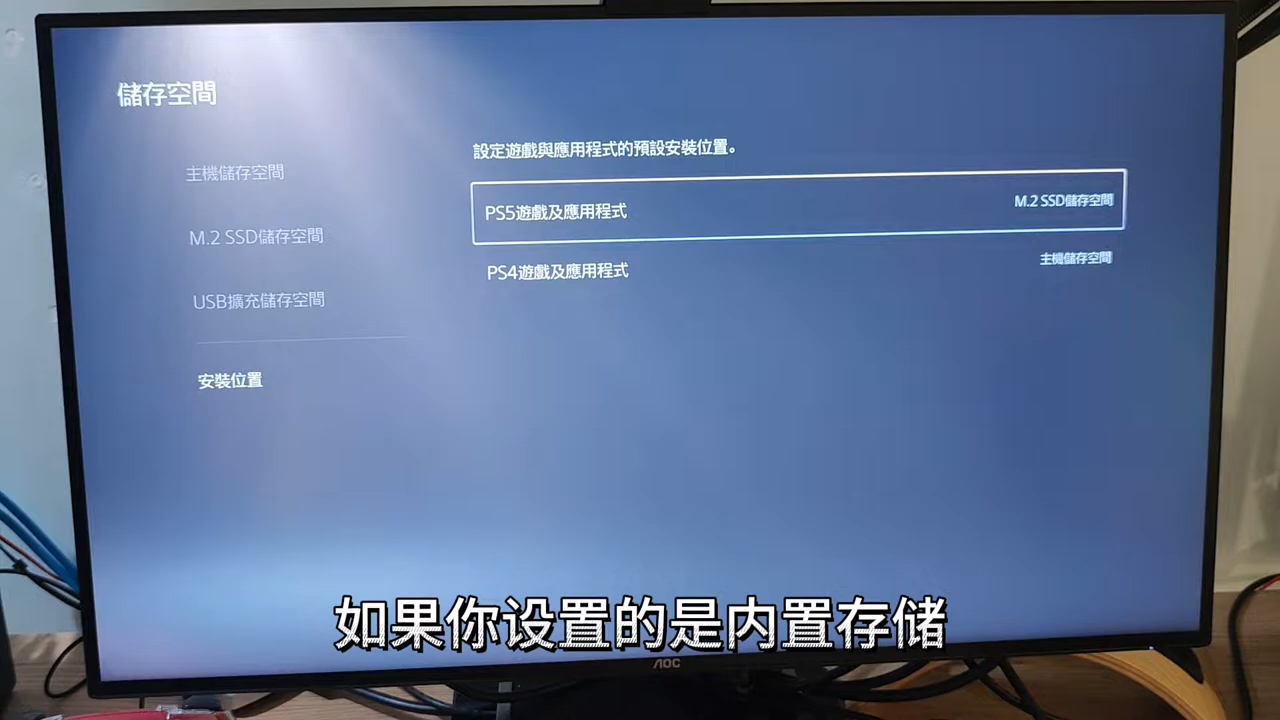 儲存空間
主機儲存空間
M.2 SSD儲存空間
USB擴充儲存空間
安裝位置
設定遊戲與應用程式的預設安裝位置。
PS5遊戲及應用程式
M.2 SSD儲存空間
PS4遊戲及應用程式
主機儲存空間
如果你设置的是内置存储
AOC